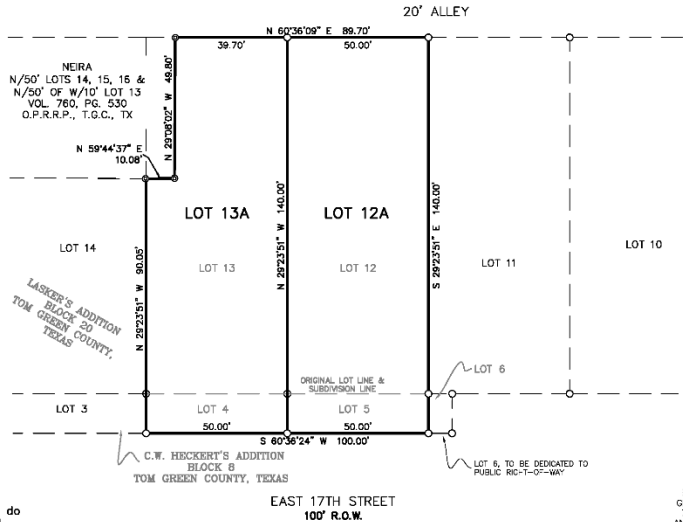 20' ALLEY
N 60°36'09" E 89.70'
39.70'
50.00'
NEIRA
N/50' LOTS 14, 15, 16 &
N/50' OF W/10' LOT 13
VOL. 760, PG. 530
O.P.R.R.P., T.G.C., TX
N 29°08'02" W 49.80'
N 59°44'37" E
10.08'
LOT 13A
LOT 12A
LOT 14
N 29°23'51" W 90.05'
LOT 13
N 29°23'51" W 140.00'
LOT 12
S 29°23'51" E 140.00'
LOT 11
LOT 10
LASKER'S ADDITION
BLOCK 20
TOM GREEN COUNTY,
TEXAS
ORIGINAL LOT LINE &
SUBDIVISION LINE
LOT 6
LOT 3
LOT 4
LOT 5
50.00'
50.00'
S 60°36'24" W 100.00'
C.W. HECKERT'S ADDITION
BLOCK 8
TOM GREEN COUNTY, TEXAS
LOT 6, TO BE DEDICATED TO
PUBLIC RIGHT-OF-WAY
EAST 17TH STREET
100' R.O.W.
do
G